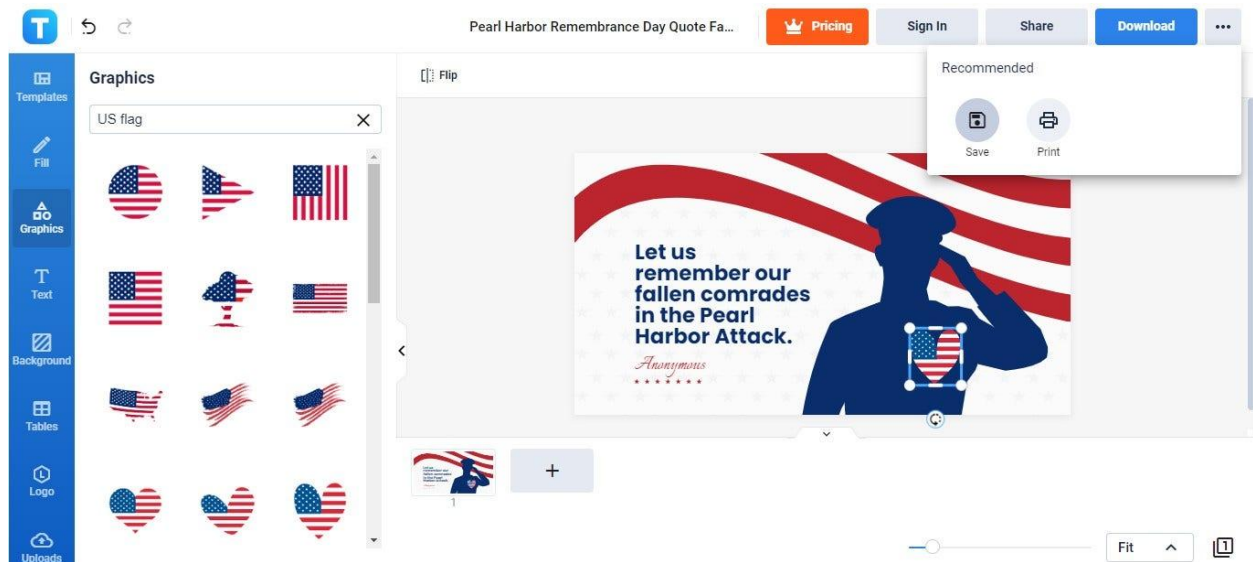 T
Pearl Harbor Remembrance Day Quote Fa...
Pricing
Sign In
Share
Download
Templates
Fill
Graphics
Text
Background
Tables
Logo
Uploads
Graphics
US flag
Flip
Recommended
Save
Print
Let us
remember our
fallen comrades
in the Pearl
Harbor Attack.
Anonymous
1
Fit
1